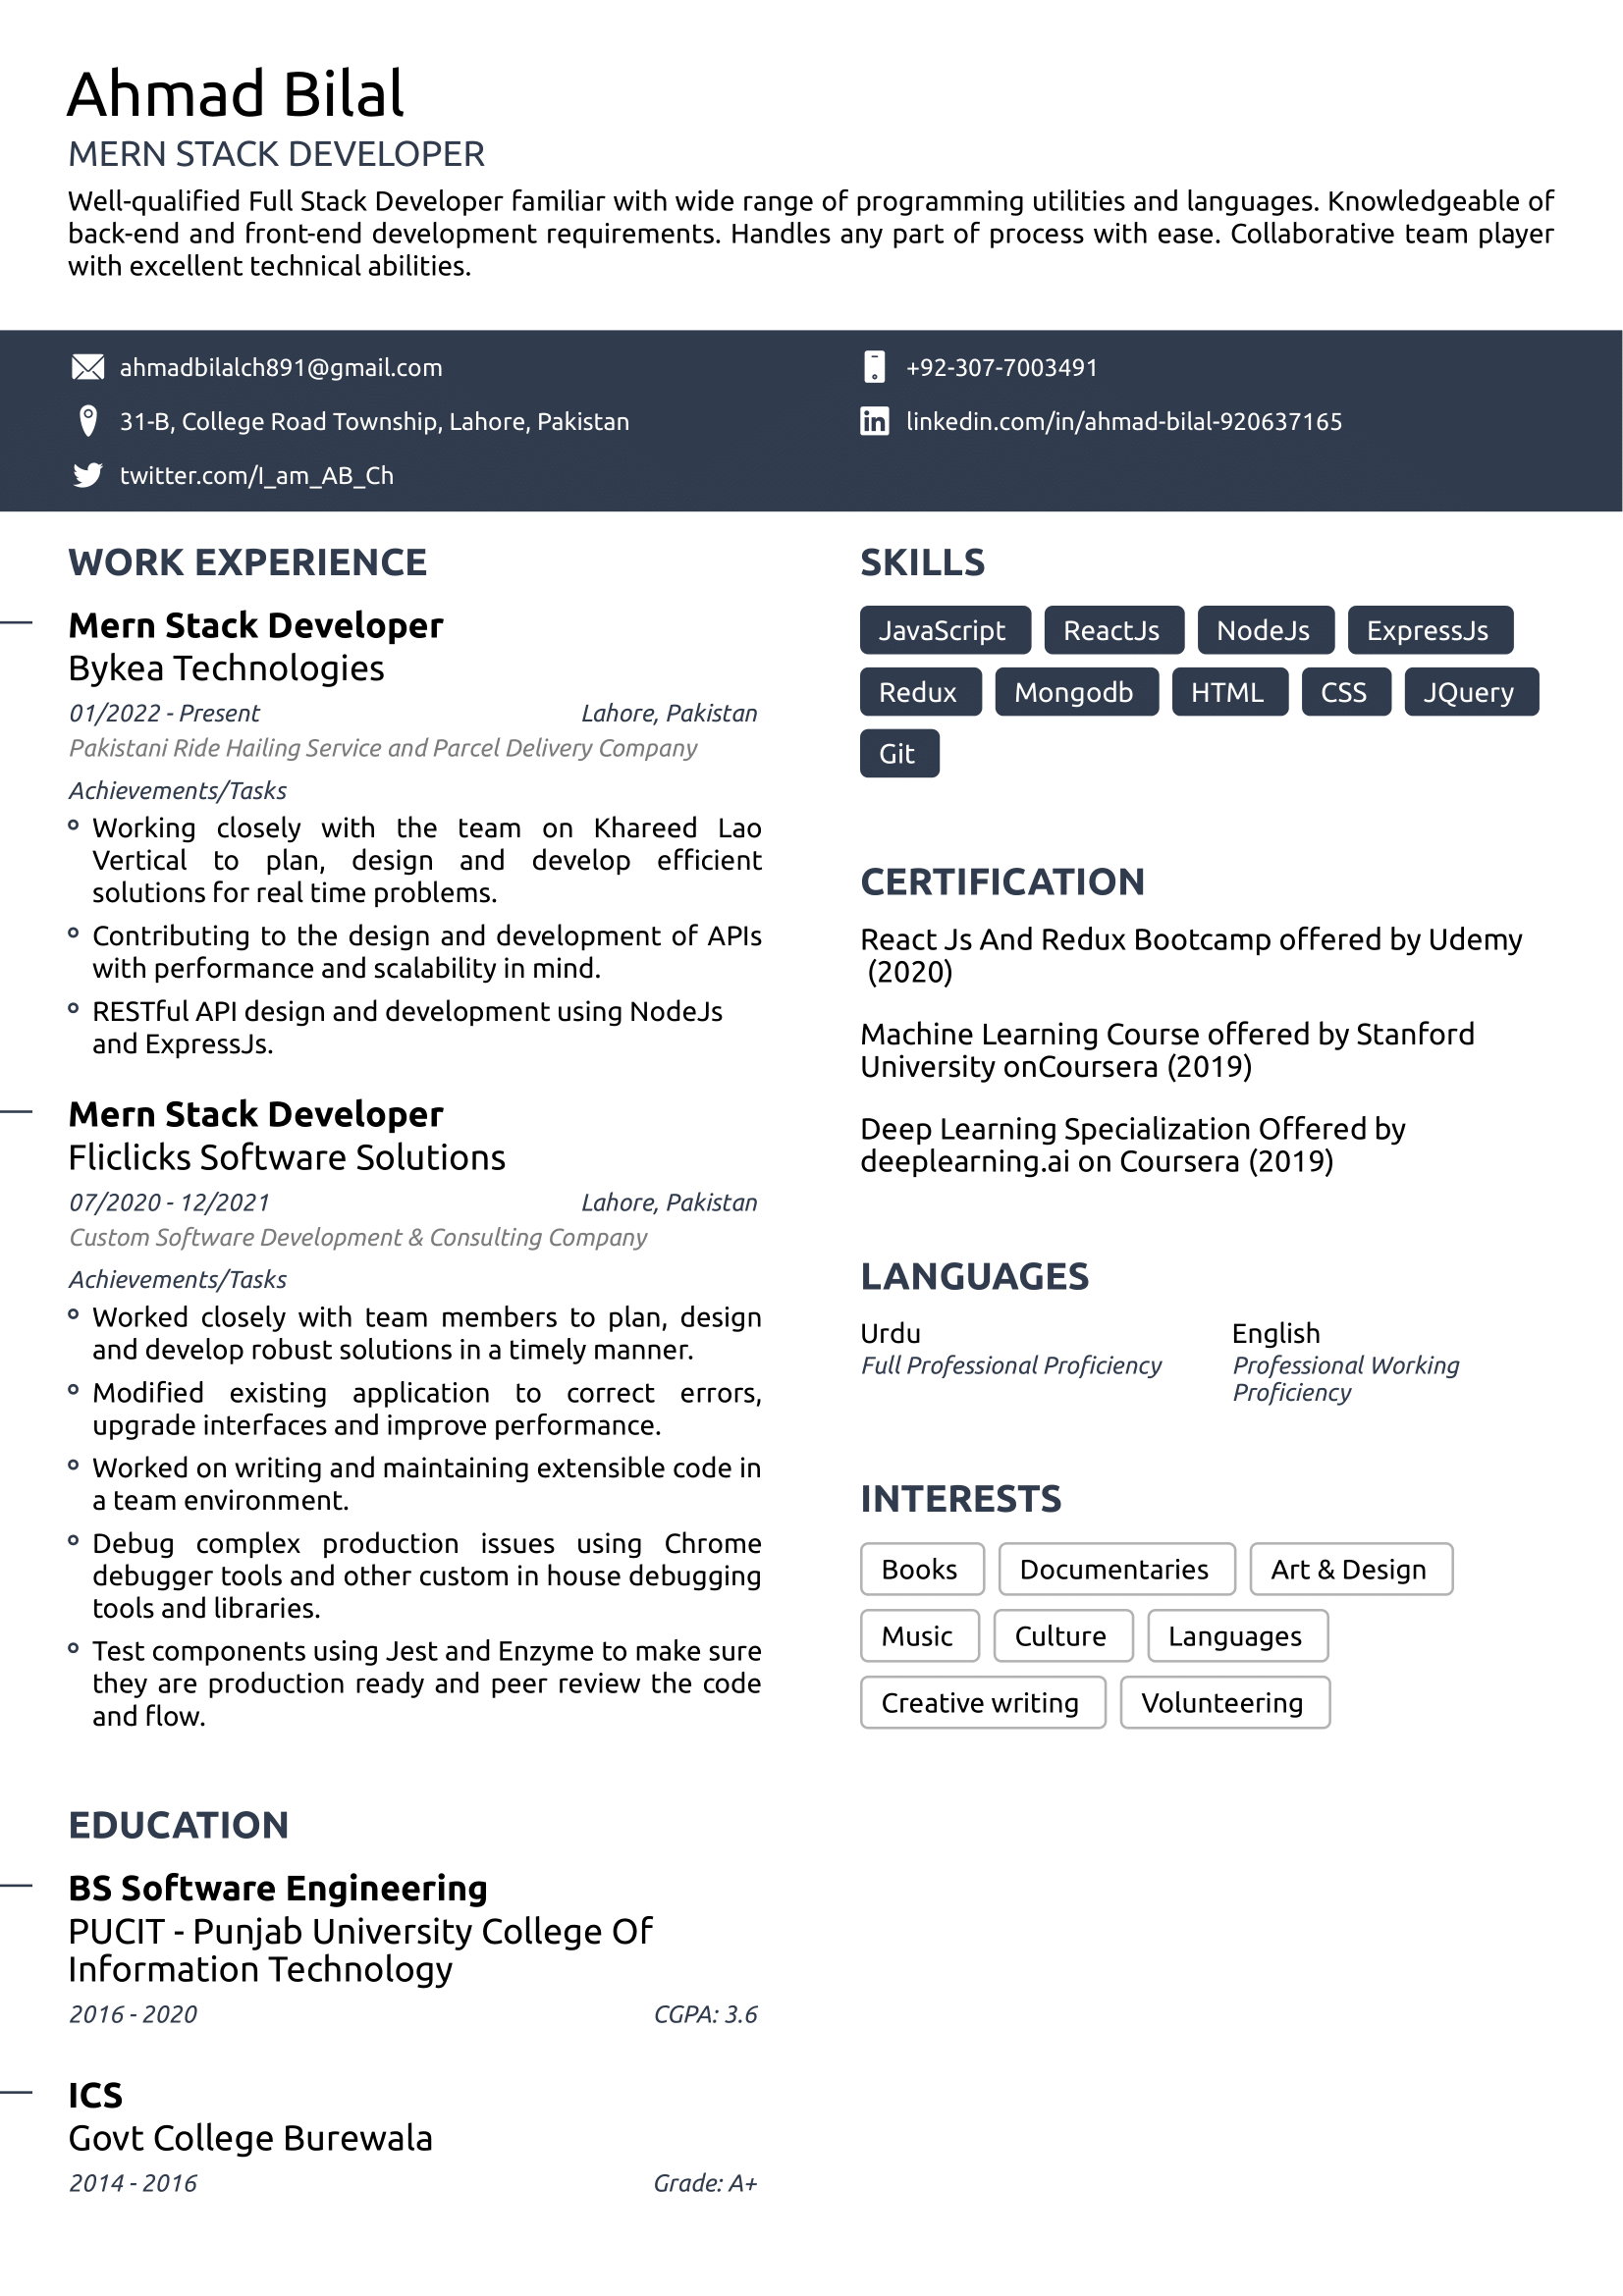 Ahmad Bilal
MERN STACK DEVELOPER
Well-qualified Full Stack Developer familiar with wide range of programming utilities and languages. Knowledgeable of
back-end and front-end development requirements. Handles any part of process with ease. Collaborative team player
with excellent technical abilities.
ahmadbilalch891@gmail.com
+92-307-7003491
31-B, College Road Township, Lahore, Pakistan
linkedin.com/in/ahmad-bilal-920637165
twitter.com/I_am_AB_Ch
WORK EXPERIENCE
Mern Stack Developer
Bykea Technologies
01/2022 - Present Lahore, Pakistan
Pakistani Ride Hailing Service and Parcel Delivery Company
Achievements/Tasks
Working closely with the team on Khareed Lao
Vertical to plan, design and develop efficient
solutions for real time problems.
Contributing to the design and development of APIs
with performance and scalability in mind.
RESTful API design and development using NodeJs
and ExpressJs.
Mern Stack Developer
Fliclicks Software Solutions
07/2020 - 12/2021 Lahore, Pakistan
Custom Software Development & Consulting Company
Achievements/Tasks
Worked closely with team members to plan, design
and develop robust solutions in a timely manner.
Modified existing application to correct errors,
upgrade interfaces and improve performance.
Worked on writing and maintaining extensible code in
a team environment.
Debug complex production issues using Chrome
debugger tools and other custom in house debugging
tools and libraries.
Test components using Jest and Enzyme to make sure
they are production ready and peer review the code
and flow.
EDUCATION
BS Software Engineering
PUCIT - Punjab University College Of
Information Technology
2016 - 2020 CGPA: 3.6
ICS
Govt College Burewala
2014 - 2016 Grade: A+
SKILLS
JavaScript ReactJs NodeJs ExpressJs
Redux Mongodb HTML CSS JQuery
Git
CERTIFICATION
React Js And Redux Bootcamp offered by Udemy
(2020)
Machine Learning Course offered by Stanford
University onCoursera (2019)
Deep Learning Specialization Offered by
deeplearning.ai on Coursera (2019)
LANGUAGES
Urdu English
Full Professional Proficiency Professional Working
Proficiency
INTERESTS
Books Documentaries Art & Design
Music Culture Languages
Creative writing Volunteering